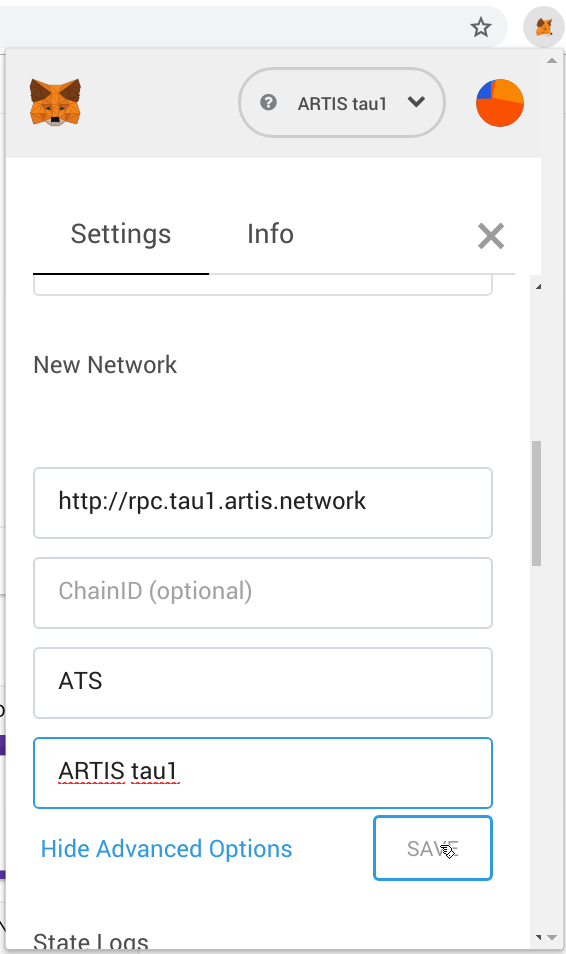 ARTIS tau1
Settings Info
New Network
http://rpc.tau1.artis.network
ChainID (optional)
ATS
ARTIS tau1
Hide Advanced Options SAVE
State Logs